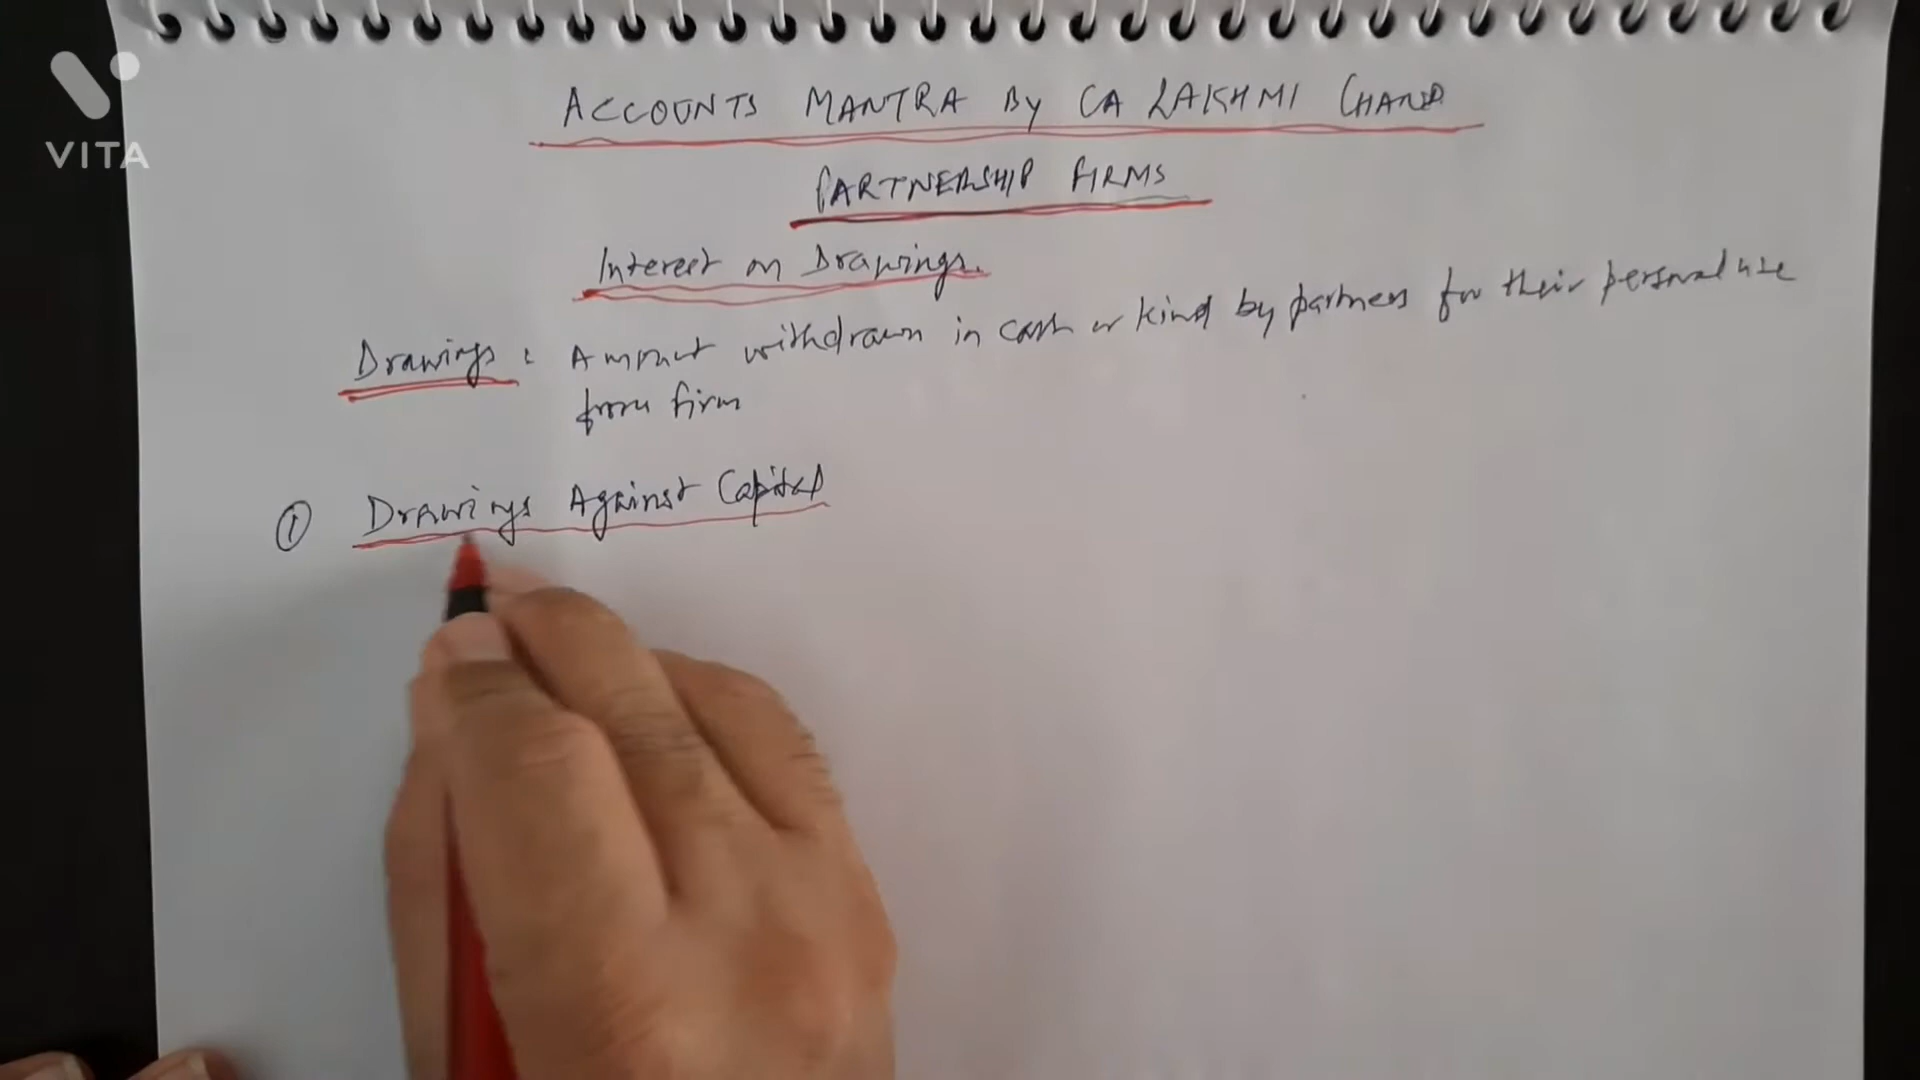 VITA
ACCOUNTS MANTRA By CA LAKHMI CHAND
PARTNERSHIP FIRMS
Interest on Drawings.
Drawings : Amount withdrawn in cash or kind by partners for their personal use
from firm
① Drawings Against Capital